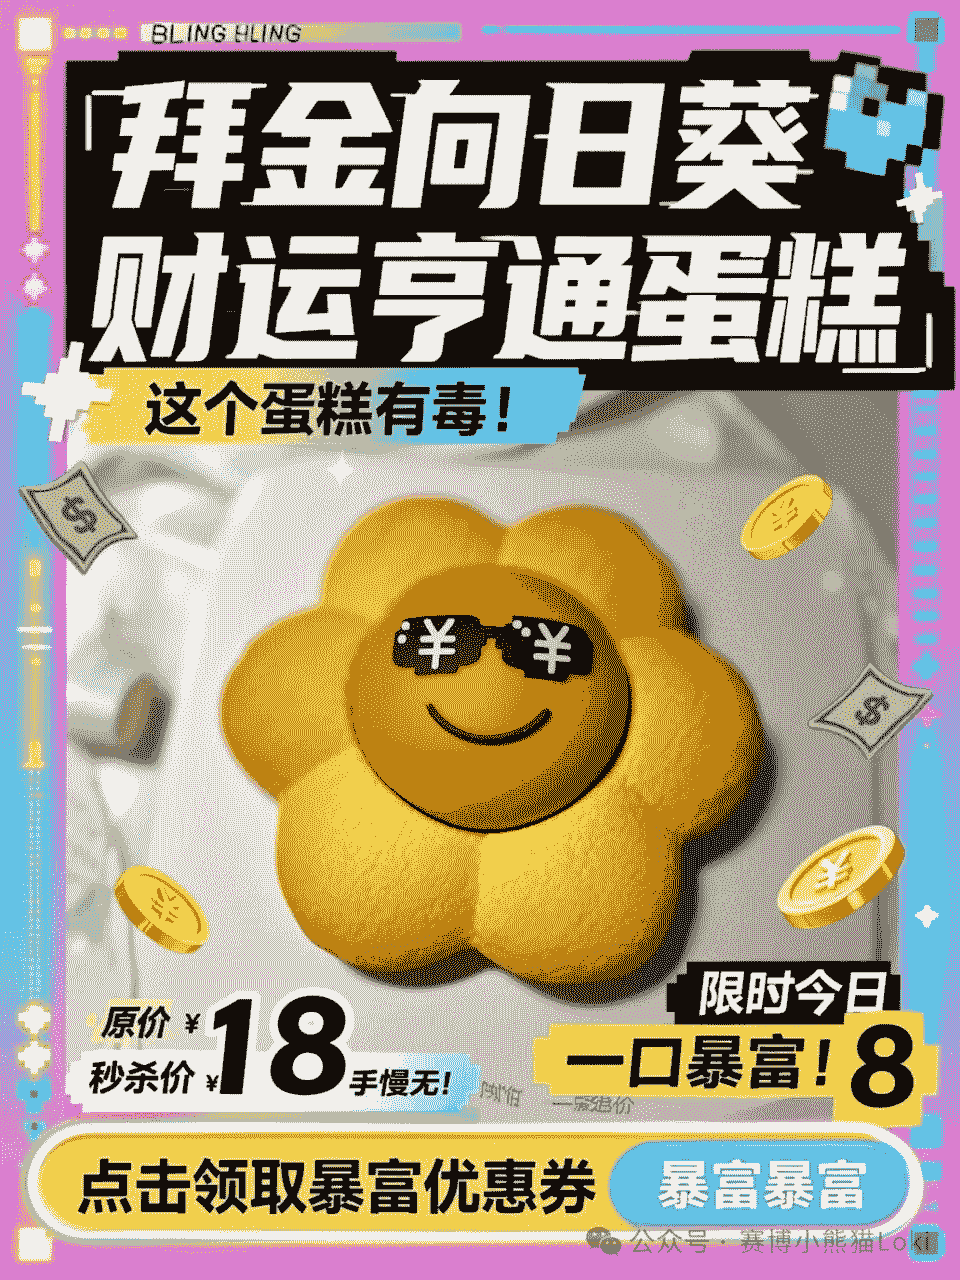 BLING HLING
拜金向日葵
财运亨通蛋糕
这个蛋糕有毒！
$
¥
¥ ¥
$
¥
¥
限时今日
原价 ¥
18
一口暴富！8
秒杀价 ¥
手慢无!
点击领取暴富优惠券
暴富暴富
公众号 · 赛博小熊猫Loki